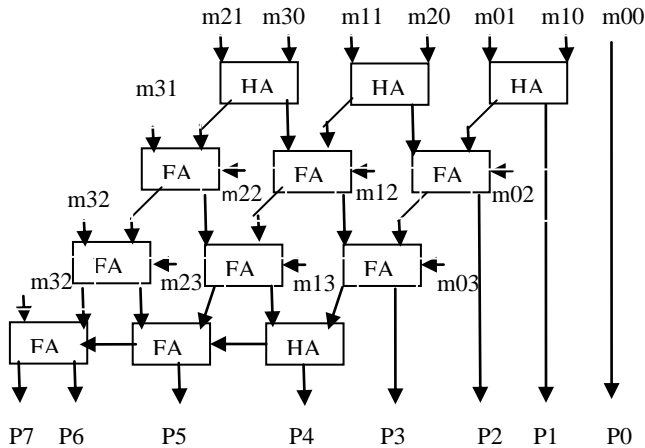 m21 m30 m11 m20 m01 m10 m00
HA HA HA
m31
FA FA FA
m22 m12 m02
m32
FA FA FA
m32 m23 m13 m03
FA FA HA
P7 P6 P5 P4 P3 P2 P1 P0